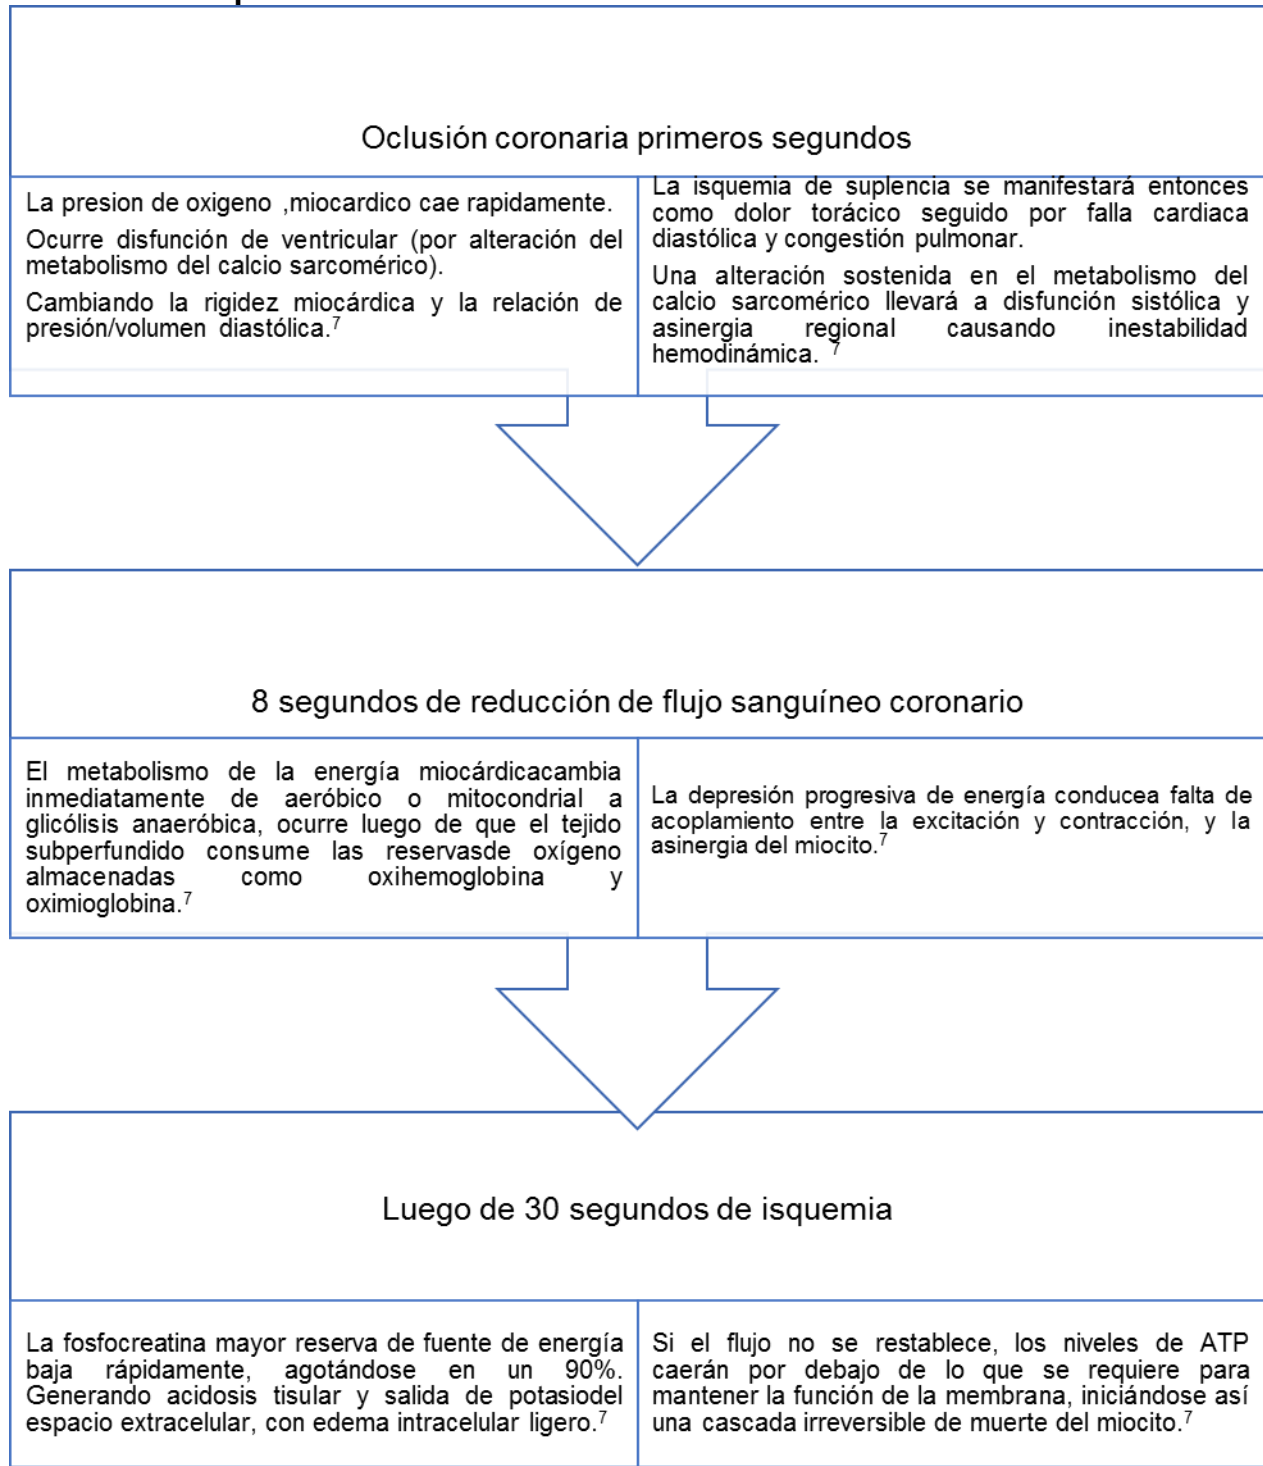 Oclusión coronaria primeros segundos
La presion de oxigeno ,miocardico cae rapidamente.
Ocurre disfunción de ventricular (por alteración del
metabolismo del calcio sarcomérico).
Cambiando la rigidez miocárdica y la relación de
presión/volumen diastólica.7
La isquemia de suplencia se manifestará entonces
como dolor torácico seguido por falla cardiaca
diastólica y congestión pulmonar.
Una alteración sostenida en el metabolismo del
calcio sarcomérico llevará a disfunción sistólica y
asinergia regional causando inestabilidad
hemodinámica. 7
8 segundos de reducción de flujo sanguíneo coronario
El metabolismo de la energía miocárdicacambia
inmediatamente de aeróbico o mitocondrial a
glicólisis anaeróbica, ocurre luego de que el tejido
subperfundido consume las reservasde oxígeno
almacenadas como oxihemoglobina y
oximioglobina.7
La depresión progresiva de energía conducea falta de
acoplamiento entre la excitación y contracción, y la
asinergia del miocito.7
Luego de 30 segundos de isquemia
La fosfocreatina mayor reserva de fuente de energía
baja rápidamente, agotándose en un 90%.
Generando acidosis tisular y salida de potasiodel
espacio extracelular, con edema intracelular ligero.7
Si el flujo no se restablece, los niveles de ATP
caerán por debajo de lo que se requiere para
mantener la función de la membrana, iniciándose así
una cascada irreversible de muerte del miocito.7